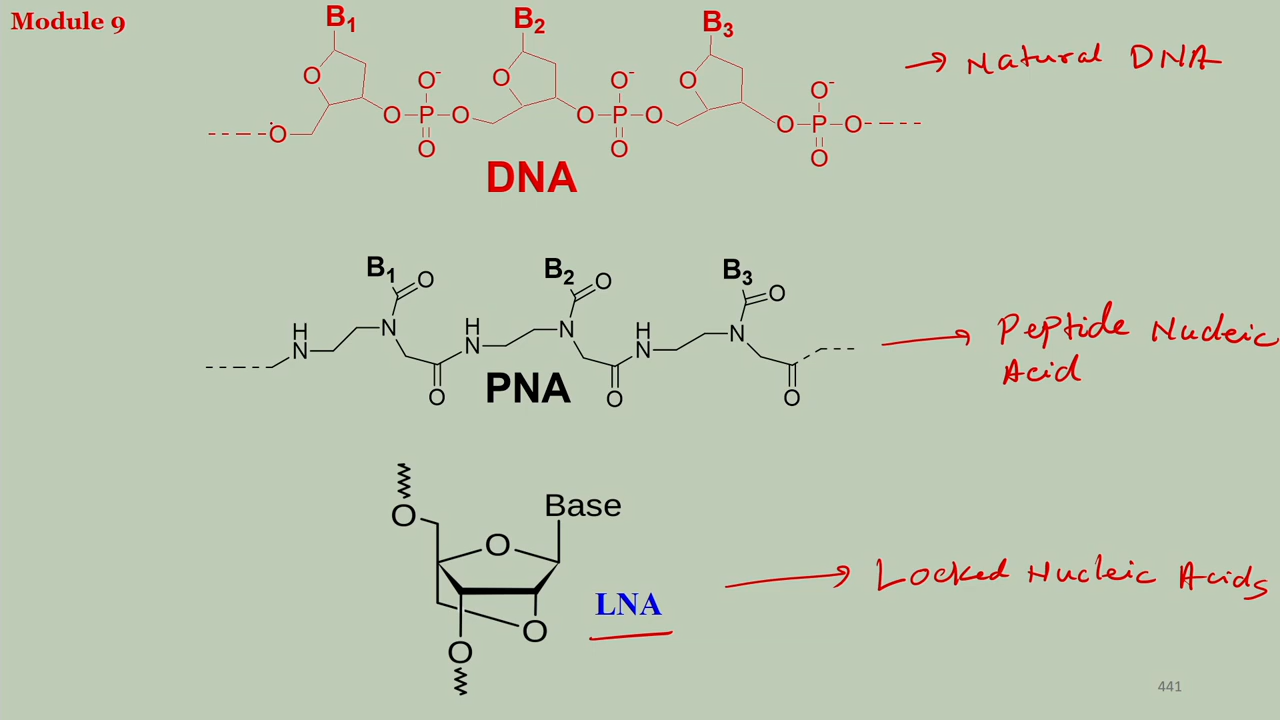 Module 9
B1 B2 B3
O O O
O- O- O-
O O P O O P O O P O
O O O
DNA
→ Natural DNA
B1 O B2 O B3 O
H N N H N N H N N
O O O
PNA
→ Peptide Nucleic
Acid
O Base
O
O
O
LNA
→ Locked Nucleic Acids
441